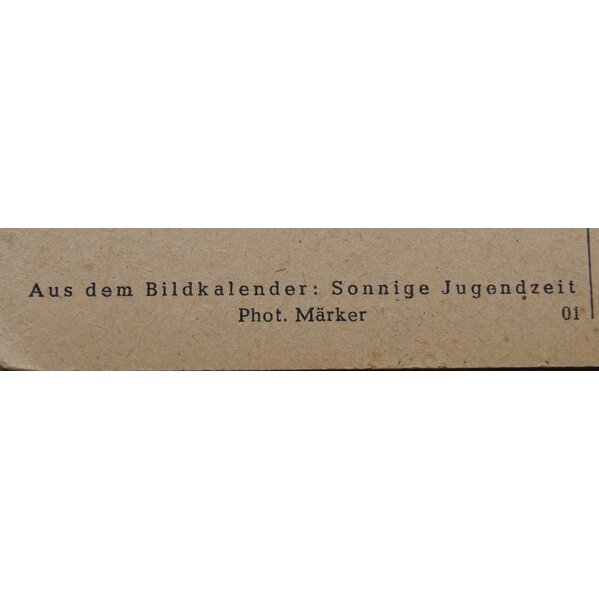 Aus dem Bildkalender: Sonnige Jugendzeit
Phot. Märker
01